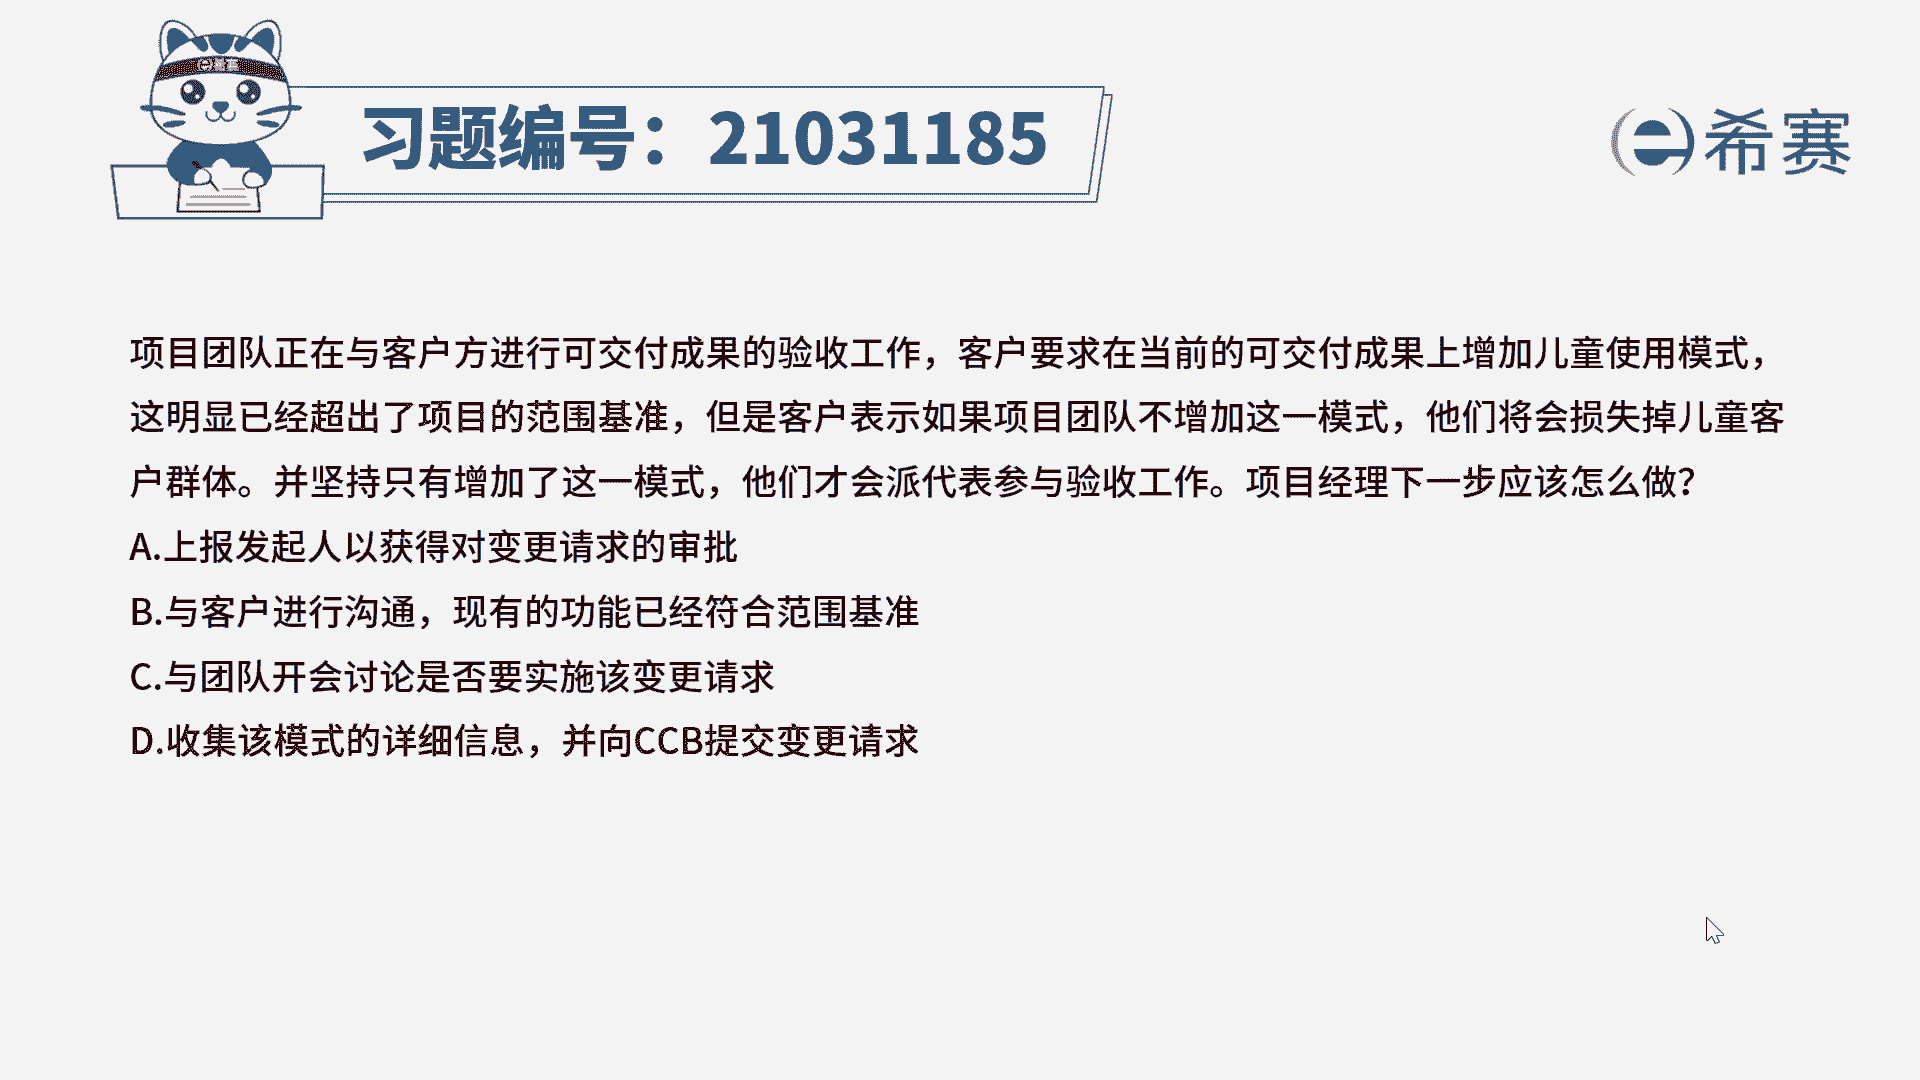 希赛
习题编号：21031185
希赛
项目团队正在与客户方进行可交付成果的验收工作，客户要求在当前的可交付成果上增加儿童使用模式，
这明显已经超出了项目的范围基准，但是客户表示如果项目团队不增加这一模式，他们将会损失掉儿童客
户群体。并坚持只有增加了这一模式，他们才会派代表参与验收工作。项目经理下一步应该怎么做？
A.上报发起人以获得对变更请求的审批
B.与客户进行沟通，现有的功能已经符合范围基准
C.与团队开会讨论是否要实施该变更请求
D.收集该模式的详细信息，并向CCB提交变更请求